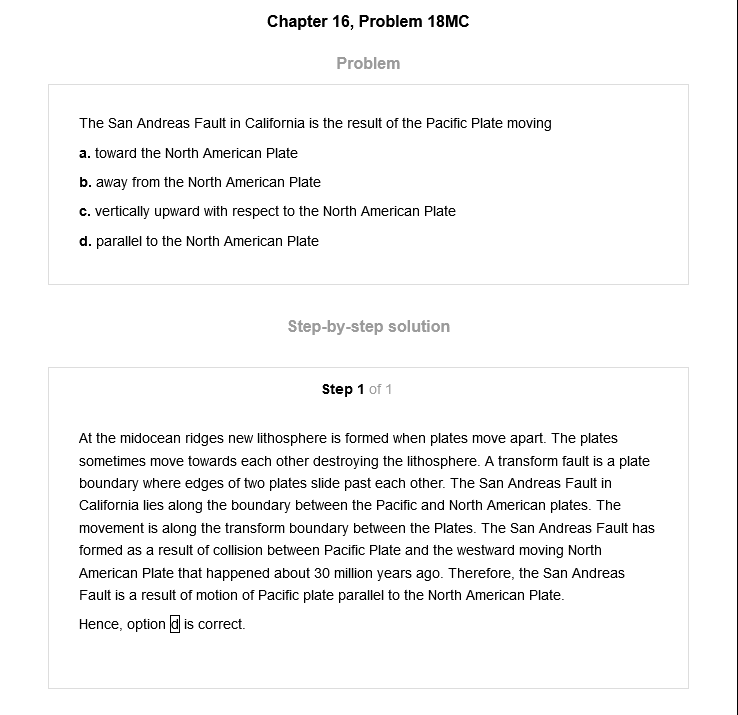 Chapter 16, Problem 18MC
Problem
The San Andreas Fault in California is the result of the Pacific Plate moving
a. toward the North American Plate
b. away from the North American Plate
c. vertically upward with respect to the North American Plate
d. parallel to the North American Plate
Step-by-step solution
Step 1 of 1
At the midocean ridges new lithosphere is formed when plates move apart. The plates
sometimes move towards each other destroying the lithosphere. A transform fault is a plate
boundary where edges of two plates slide past each other. The San Andreas Fault in
California lies along the boundary between the Pacific and North American plates. The
movement is along the transform boundary between the Plates. The San Andreas Fault has
formed as a result of collision between Pacific Plate and the westward moving North
American Plate that happened about 30 million years ago. Therefore, the San Andreas
Fault is a result of motion of Pacific plate parallel to the North American Plate.
Hence, option d is correct.